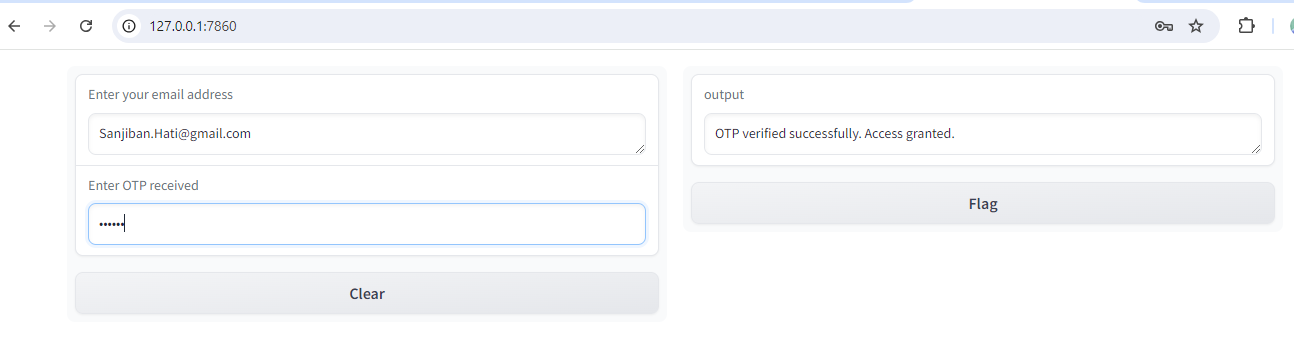 127.0.0.1:7860
Enter your email address
Sanjiban.Hati@gmail.com
Enter OTP received
••••••
Clear
output
OTP verified successfully. Access granted.
Flag